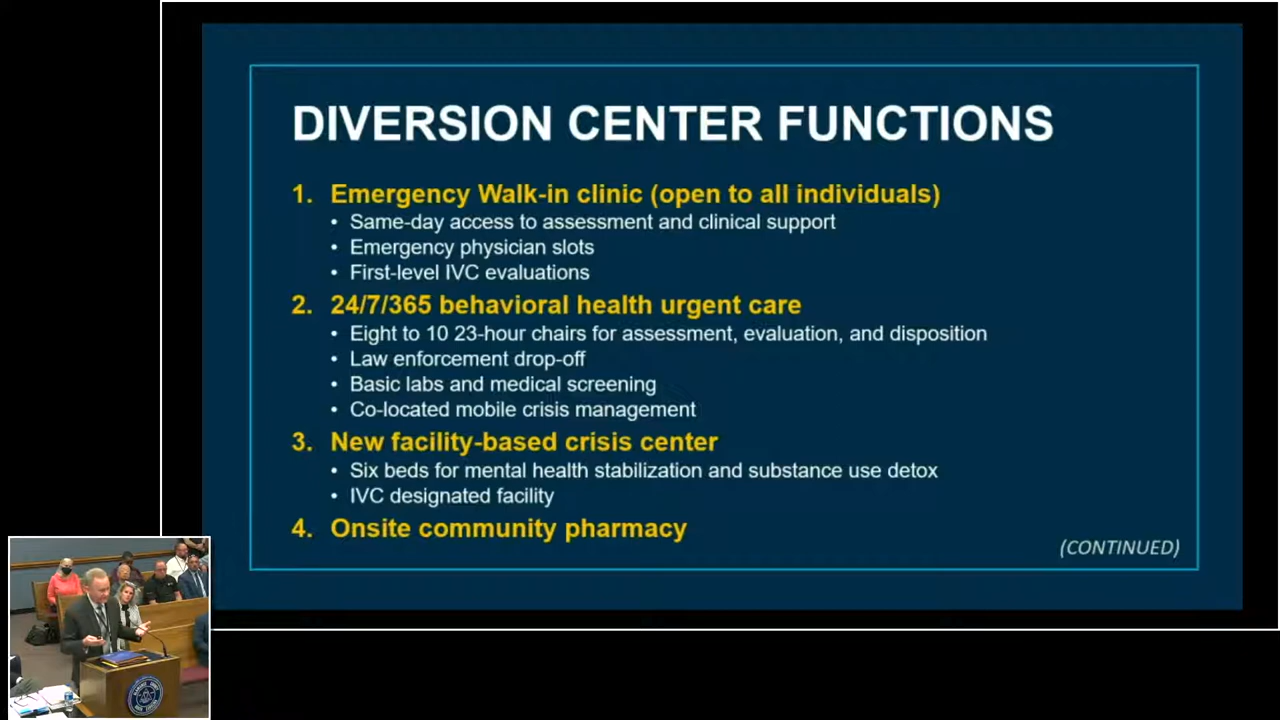 DIVERSION CENTER FUNCTIONS
1. Emergency Walk-in clinic (open to all individuals)
• Same-day access to assessment and clinical support
• Emergency physician slots
• First-level IVC evaluations
2. 24/7/365 behavioral health urgent care
• Eight to 10 23-hour chairs for assessment, evaluation, and disposition
• Law enforcement drop-off
• Basic labs and medical screening
• Co-located mobile crisis management
3. New facility-based crisis center
• Six beds for mental health stabilization and substance use detox
• IVC designated facility
4. Onsite community pharmacy
(CONTINUED)